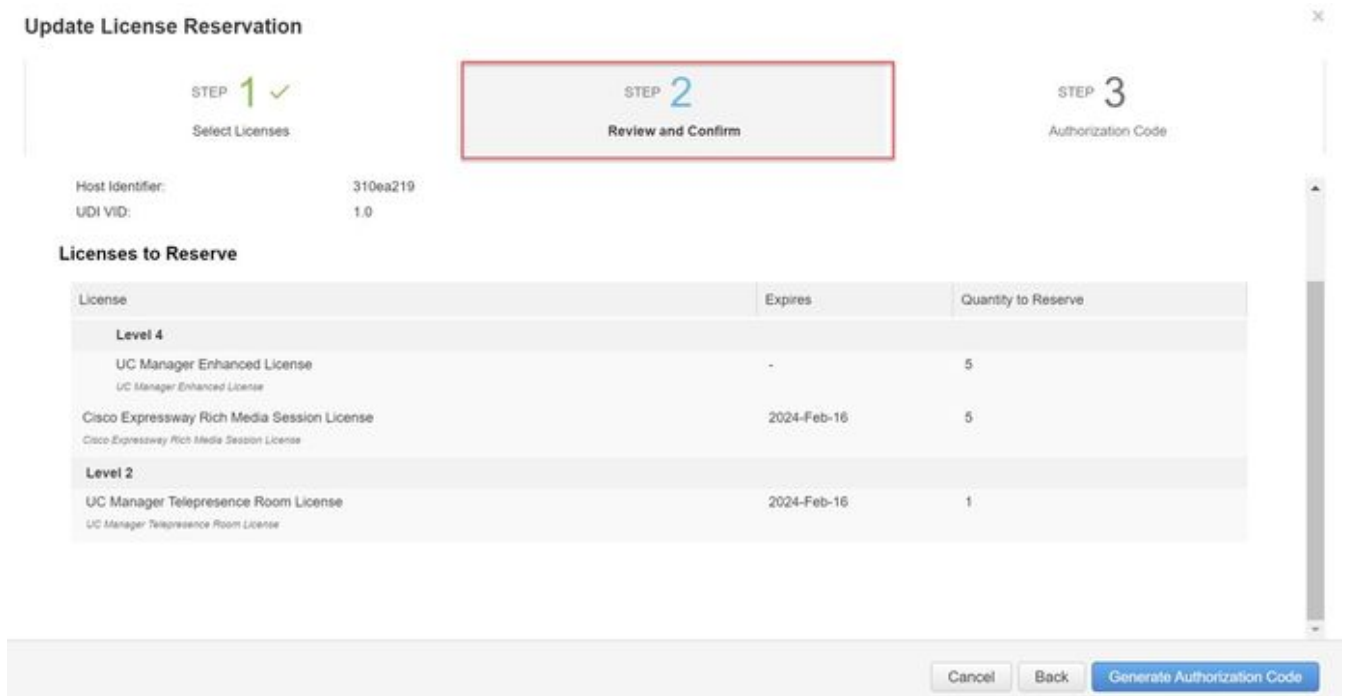 Update License Reservation
×
STEP 1 ✓
Select Licenses
STEP 2
Review and Confirm
STEP 3
Authorization Code
Host Identifier: 310ea219
UDI VID: 1.0
Licenses to Reserve
License Expires Quantity to Reserve
Level 4
UC Manager Enhanced License - 5
UC Manager Enhanced License
Cisco Expressway Rich Media Session License 2024-Feb-16 5
Cisco Expressway Rich Media Session License
Level 2
UC Manager Telepresence Room License 2024-Feb-16 1
UC Manager Telepresence Room License
Cancel Back Generate Authorization Code